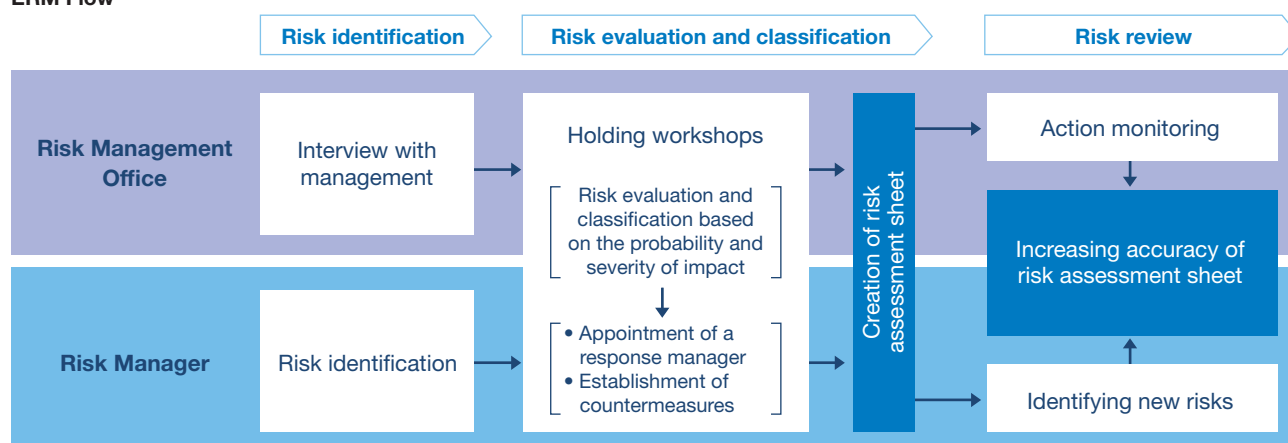 ERM Flow
Risk identification
Risk evaluation and classification
Risk review
Risk Management
Office
Interview with
management
Holding workshops
Risk evaluation and
classification based
on the probability and
severity of impact
• Appointment of a
response manager
• Establishment of
countermeasures
Creation of risk
assessment sheet
Action monitoring
Increasing accuracy of
risk assessment sheet
Risk Manager
Risk identification
Identifying new risks